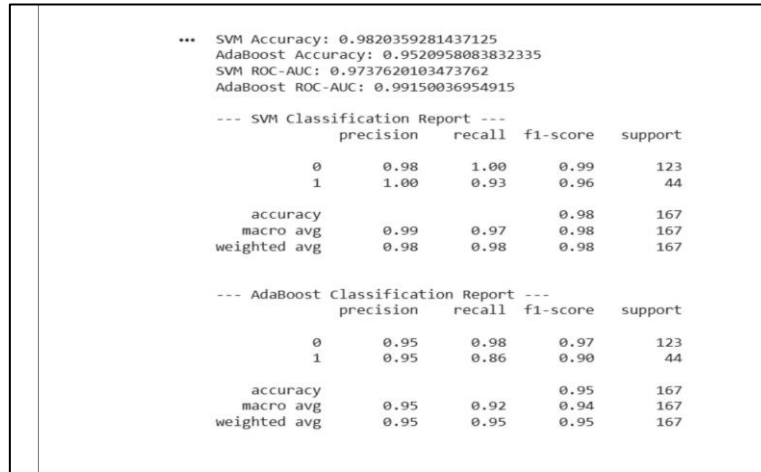 ... SVM Accuracy: 0.9820359281437125
AdaBoost Accuracy: 0.9520958083832335
SVM ROC-AUC: 0.9737620103473762
AdaBoost ROC-AUC: 0.99150036954915
--- SVM Classification Report ---
precision recall f1-score support
0 0.98 1.00 0.99 123
1 1.00 0.93 0.96 44
accuracy 0.98 167
macro avg 0.99 0.97 0.98 167
weighted avg 0.98 0.98 0.98 167
--- AdaBoost Classification Report ---
precision recall f1-score support
0 0.95 0.98 0.97 123
1 0.95 0.86 0.90 44
accuracy 0.95 167
macro avg 0.95 0.92 0.94 167
weighted avg 0.95 0.95 0.95 167